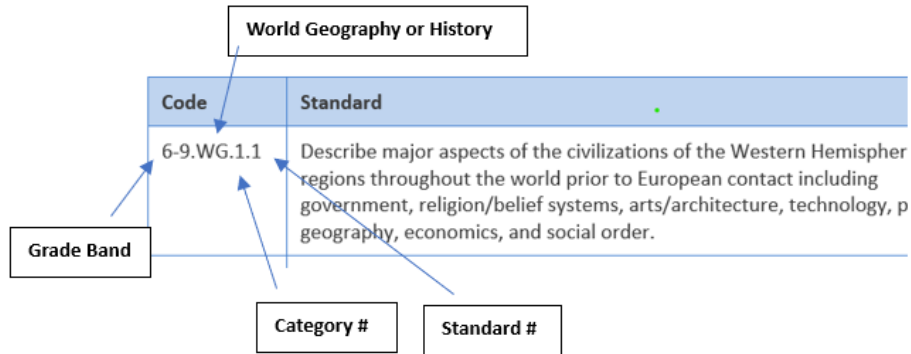 World Geography or History
Code Standard
6-9.WG.1.1 Describe major aspects of the civilizations of the Western Hemispher
regions throughout the world prior to European contact including
government, religion/belief systems, arts/architecture, technology, p
geography, economics, and social order.
Grade Band
Category # Standard #